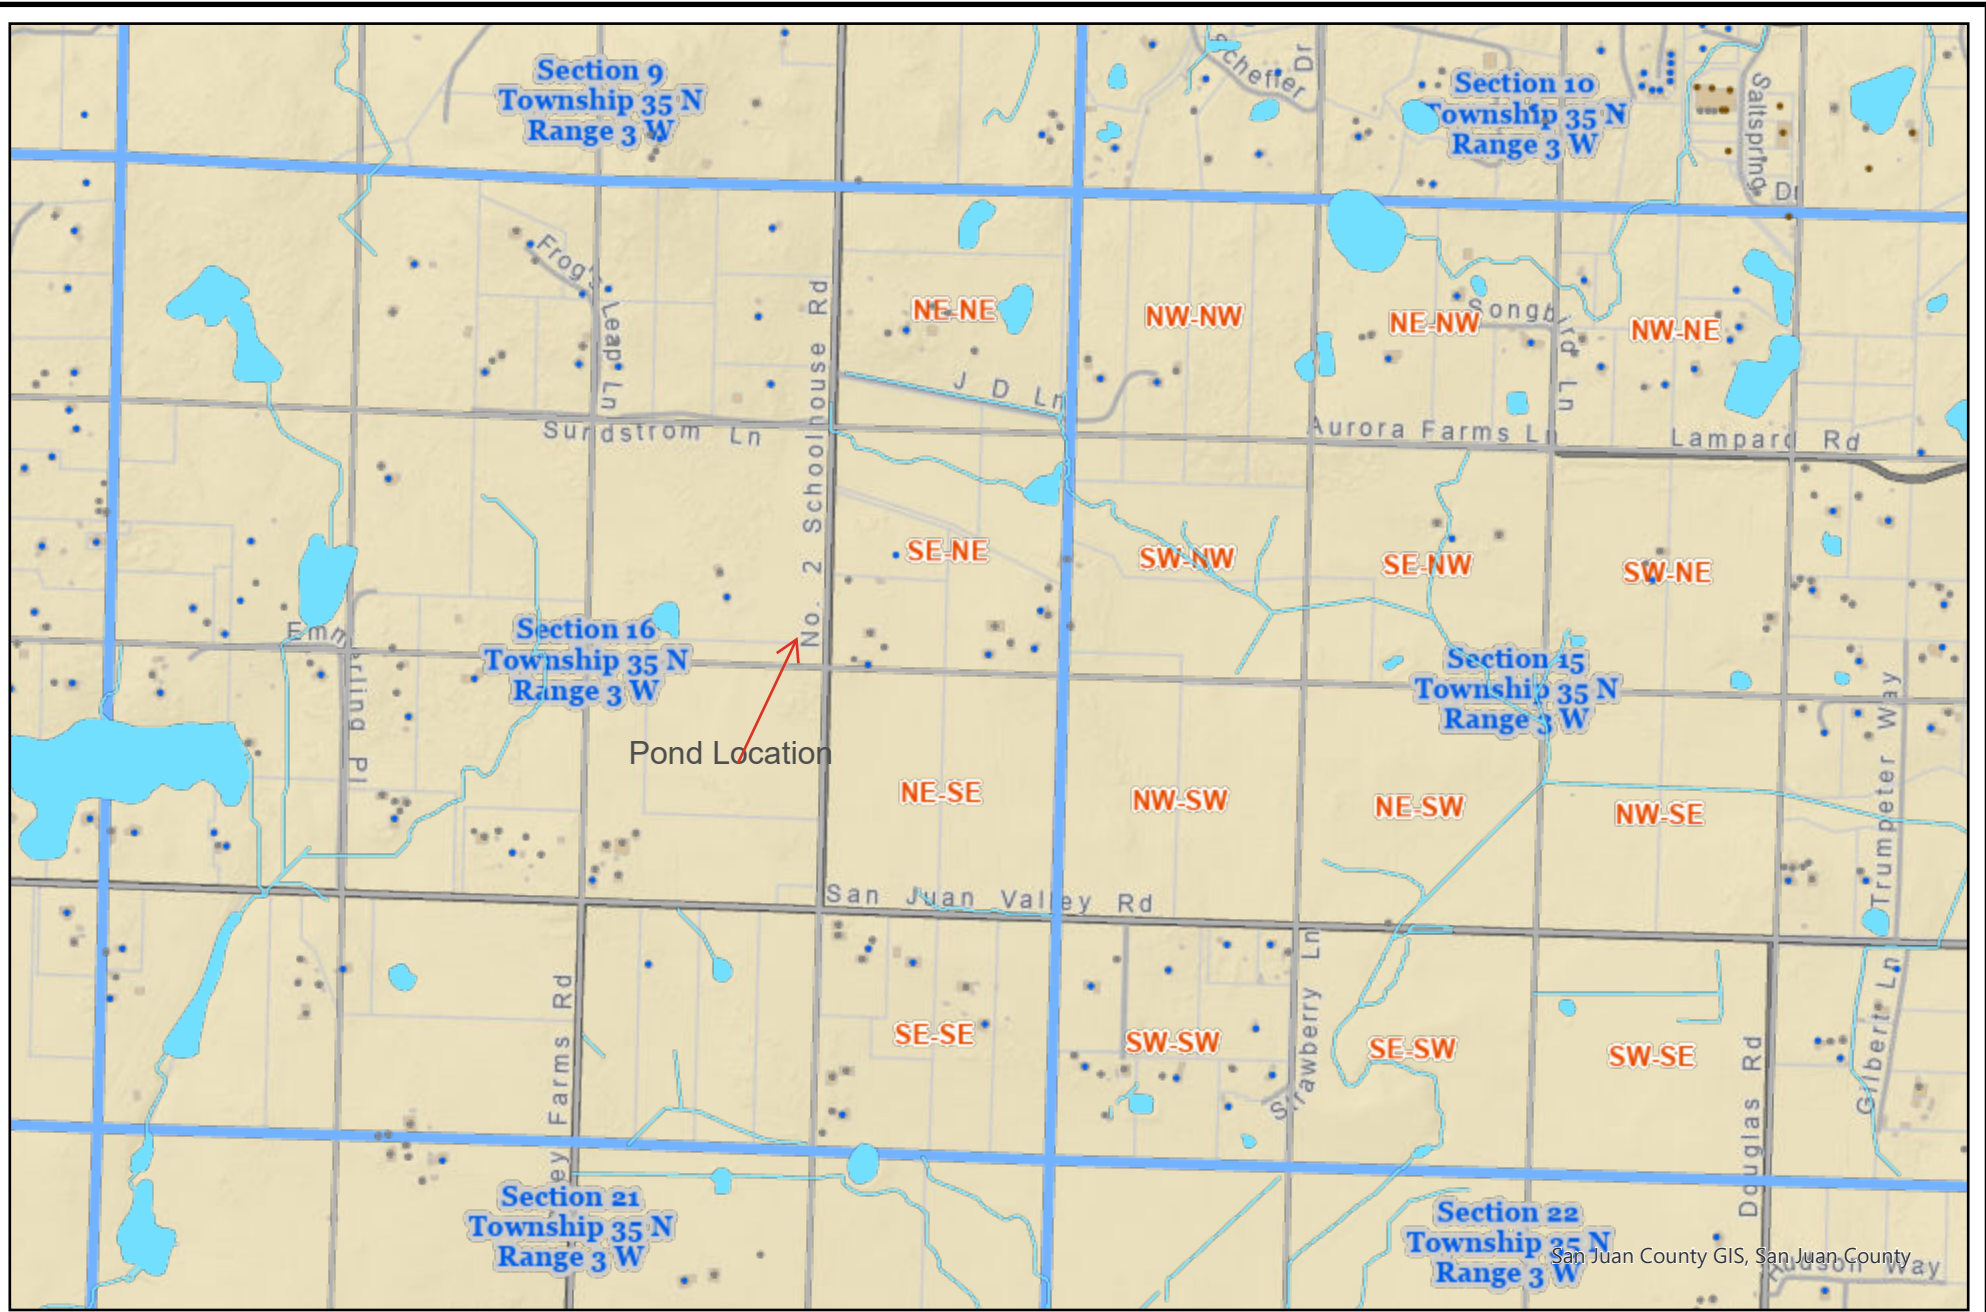 Section 9
Township 35 N
Range 3 W
Scheffer
Dr
Section 10
Township 35 N
Range 3 W
Saltspring
Dr
Frog's Leap Ln
No. 2 Schoolhouse Rd
NE-NE
NW-NW
NE-NW
Songbird Ln
NW-NE
J D Ln
Sundstrom Ln
Aurora Farms Ln
Lampard Rd
SE-NE
SW-NW
SE-NW
SW-NE
Emmerling Pl
Section 16
Township 35 N
Range 3 W
Section 15
Township 35 N
Range 3 W
Pond Location
NE-SE
NW-SW
NE-SW
NW-SE
Trumpeter Way
San Juan Valley Rd
Farms Rd
SE-SE
SW-SW
Strawberry Ln
SE-SW
SW-SE
Douglas Rd
Gilbert Ln
Section 21
Township 35 N
Range 3 W
Section 22
Township 35 N
Range 3 W
San Juan County GIS, San Juan County
Hudson Way